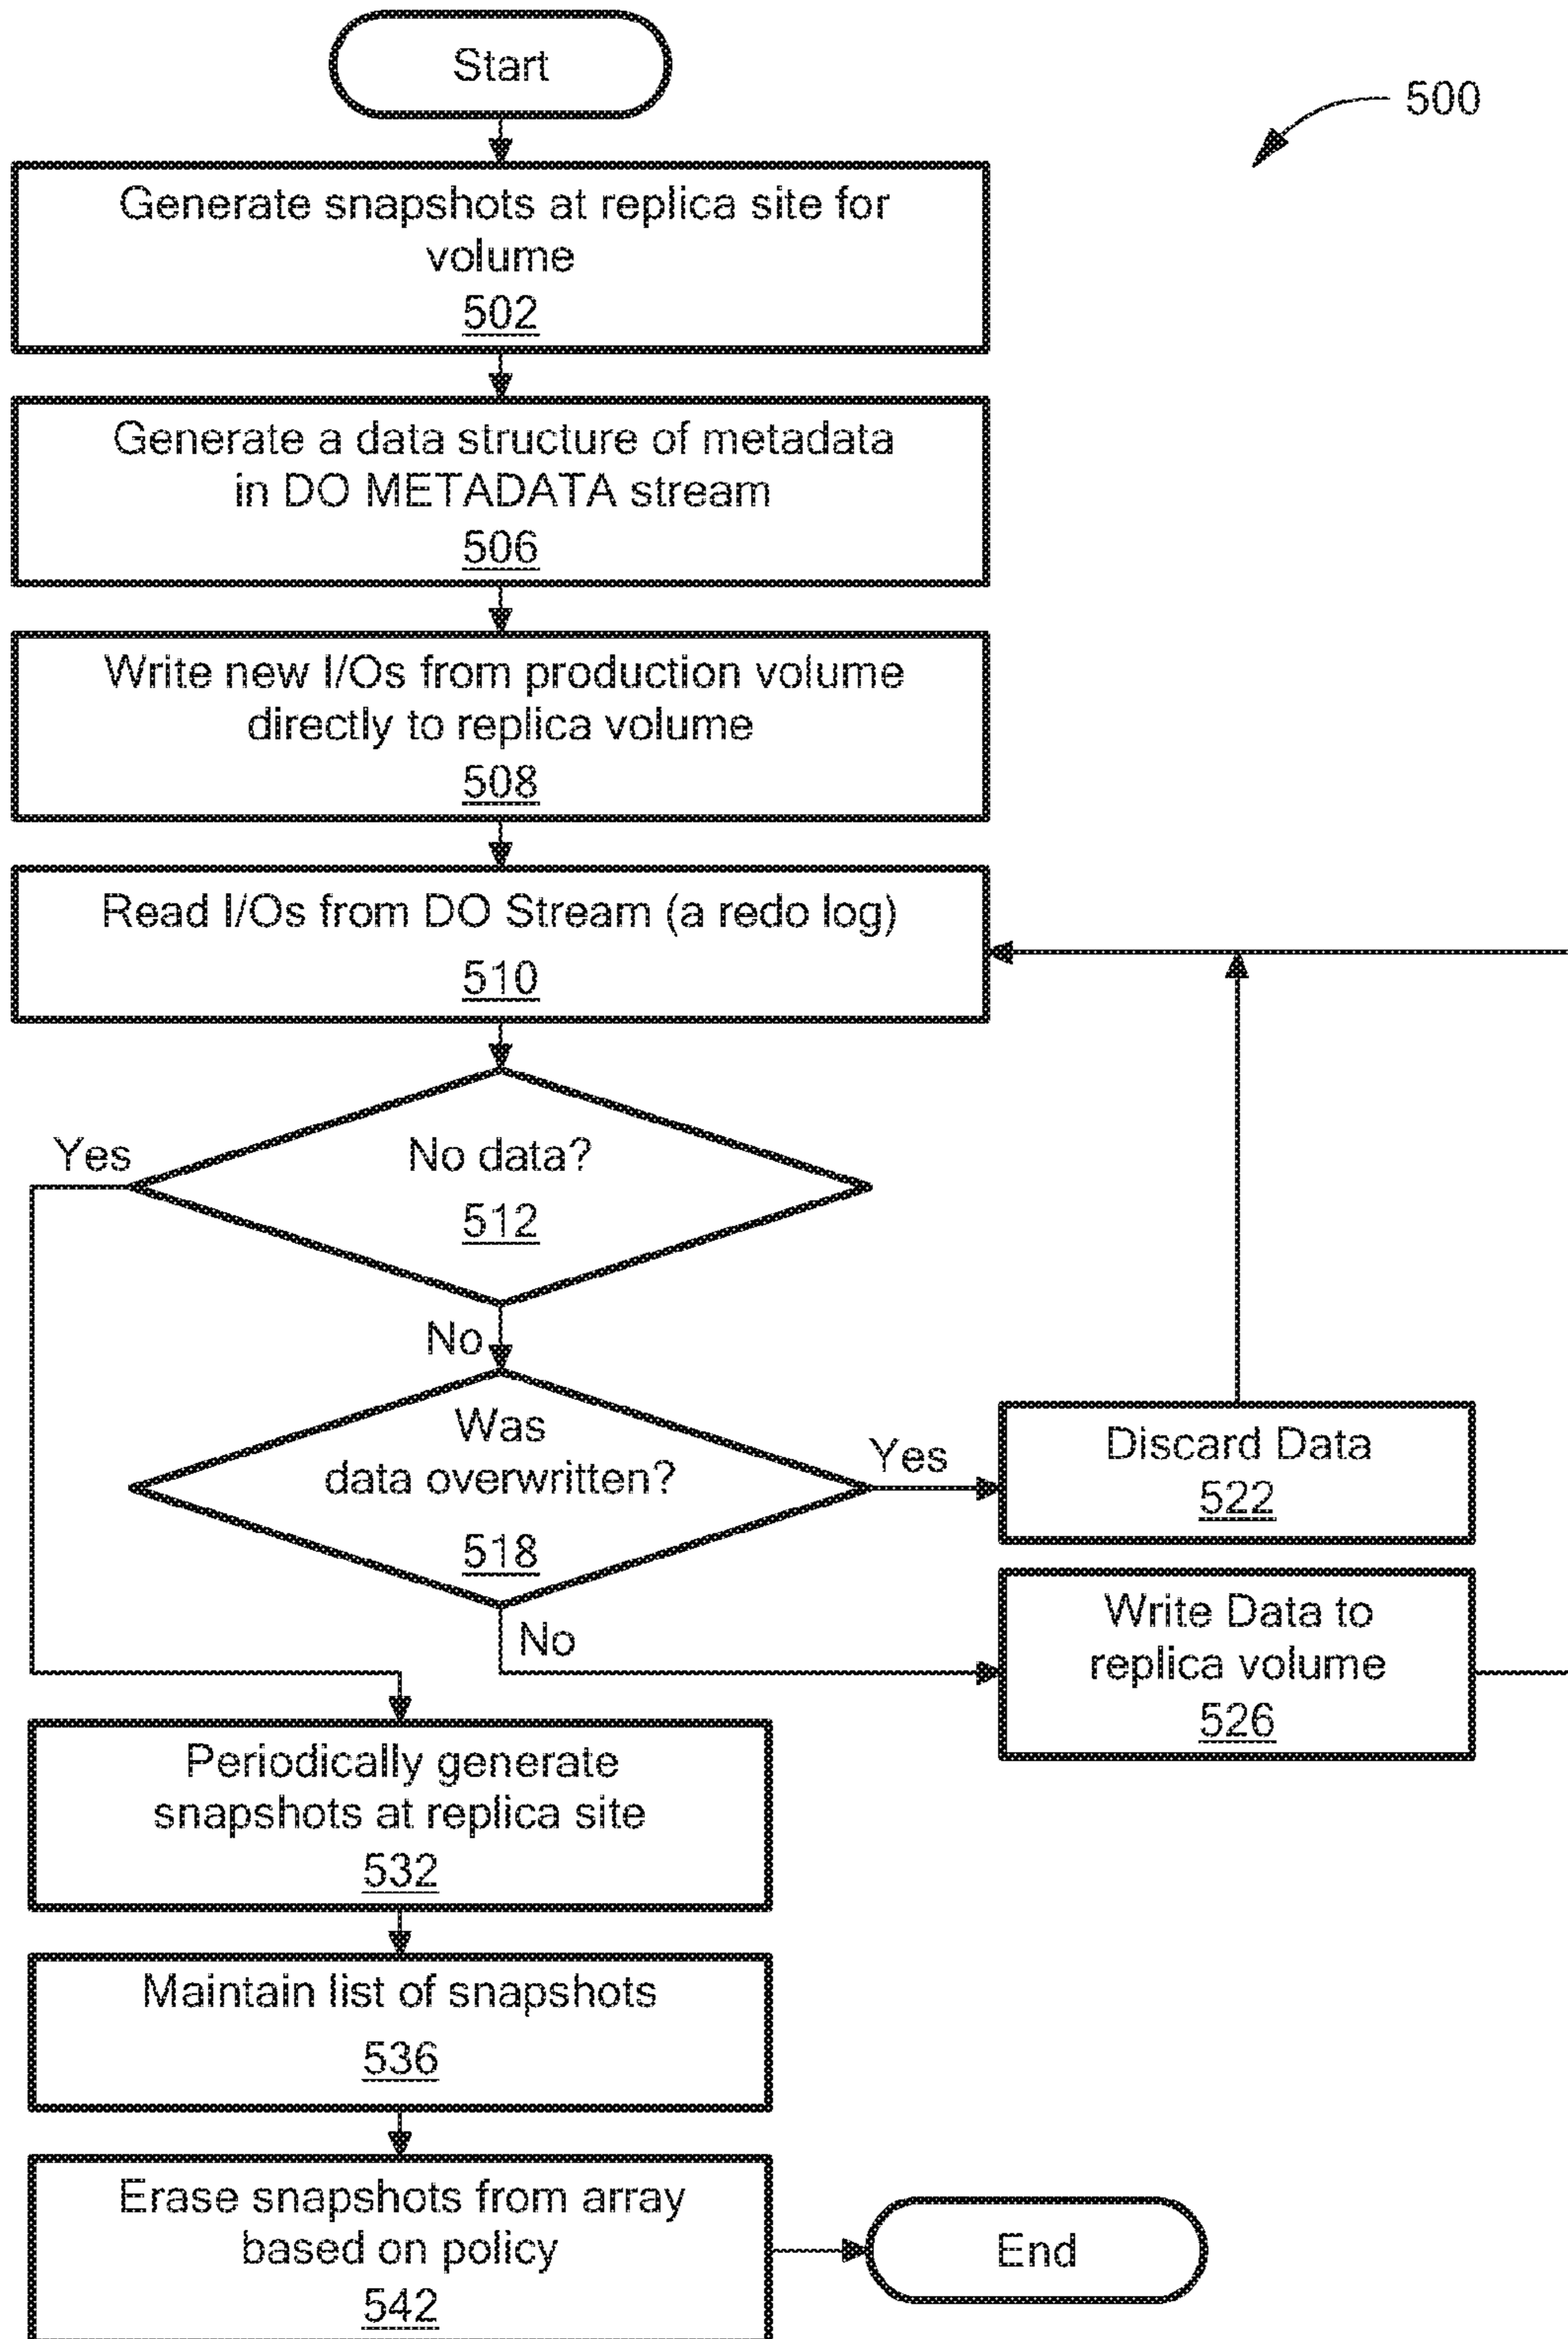 Start
500
Generate snapshots at replica site for
volume
502
Generate a data structure of metadata
in DO METADATA stream
506
Write new I/Os from production volume
directly to replica volume
508
Read I/Os from DO Stream (a redo log)
510
Yes
No data?
512
No
Was
data overwritten?
518
Yes
Discard Data
522
No
Write Data to
replica volume
526
Periodically generate
snapshots at replica site
532
Maintain list of snapshots
536
Erase snapshots from array
based on policy
542
End